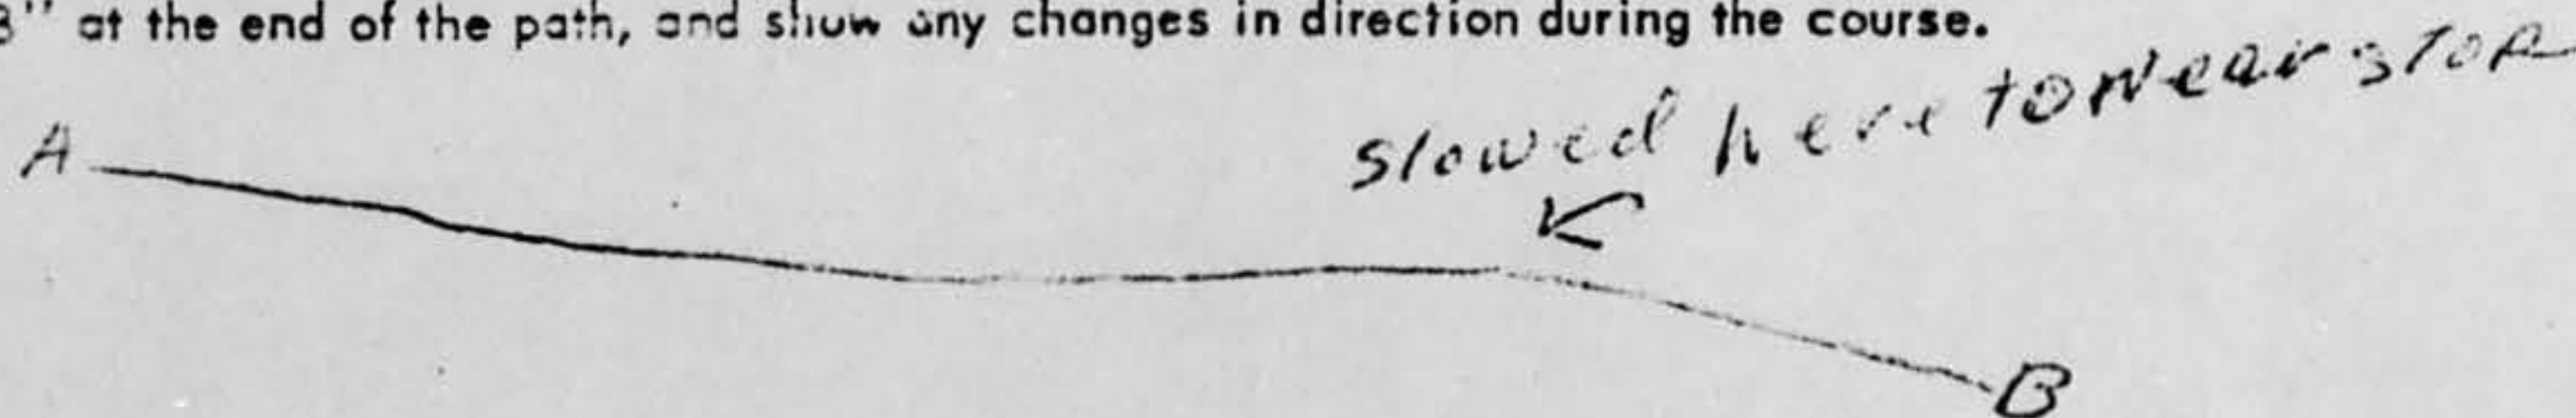 B" at the end of the path, and show any changes in direction during the course.
slowed here to Near stop
A
B